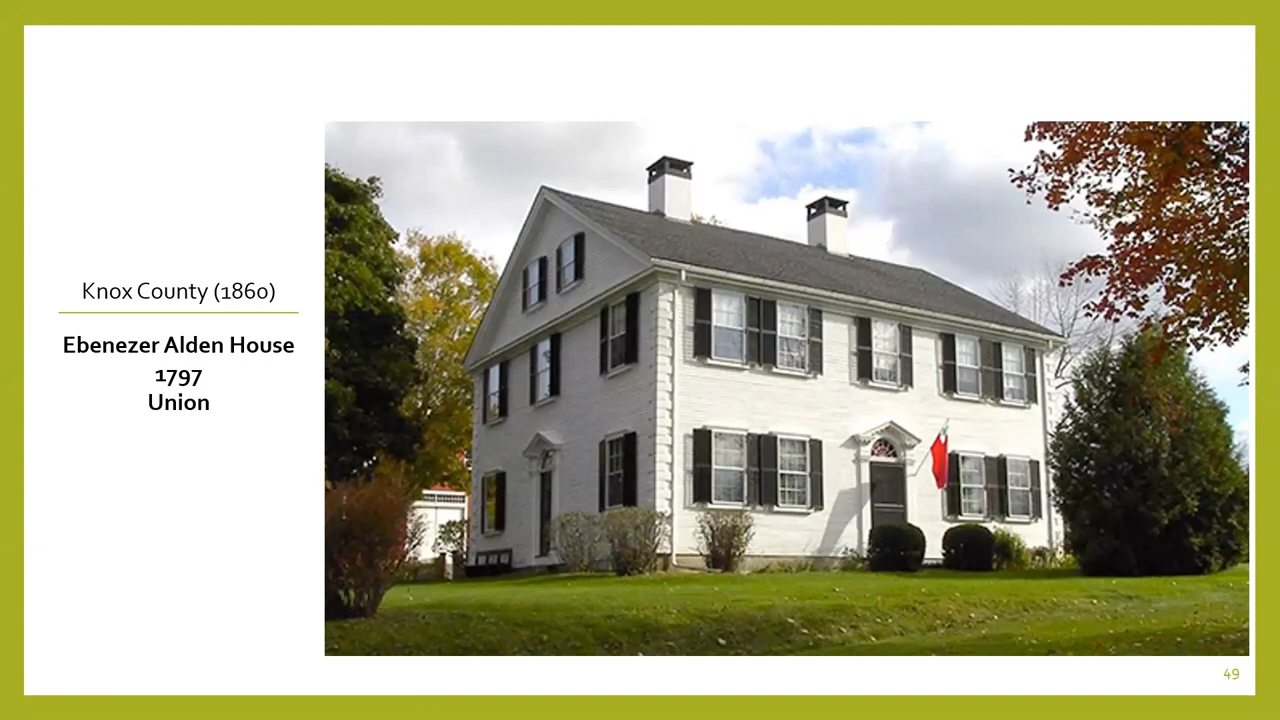 Knox County (1860)
Ebenezer Alden House
1797
Union
49